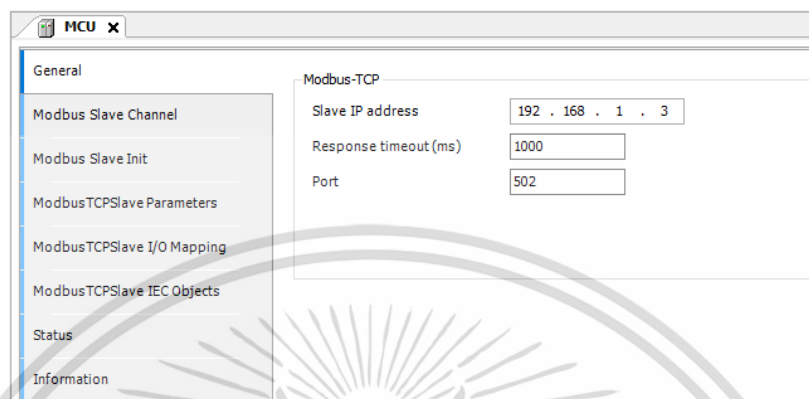 MCU
General
Modbus Slave Channel
Modbus Slave Init
ModbusTCPSlave Parameters
ModbusTCPSlave I/O Mapping
ModbusTCPSlave IEC Objects
Status
Information
Modbus-TCP
Slave IP address 192 . 168 . 1 . 3
Response timeout (ms) 1000
Port 502